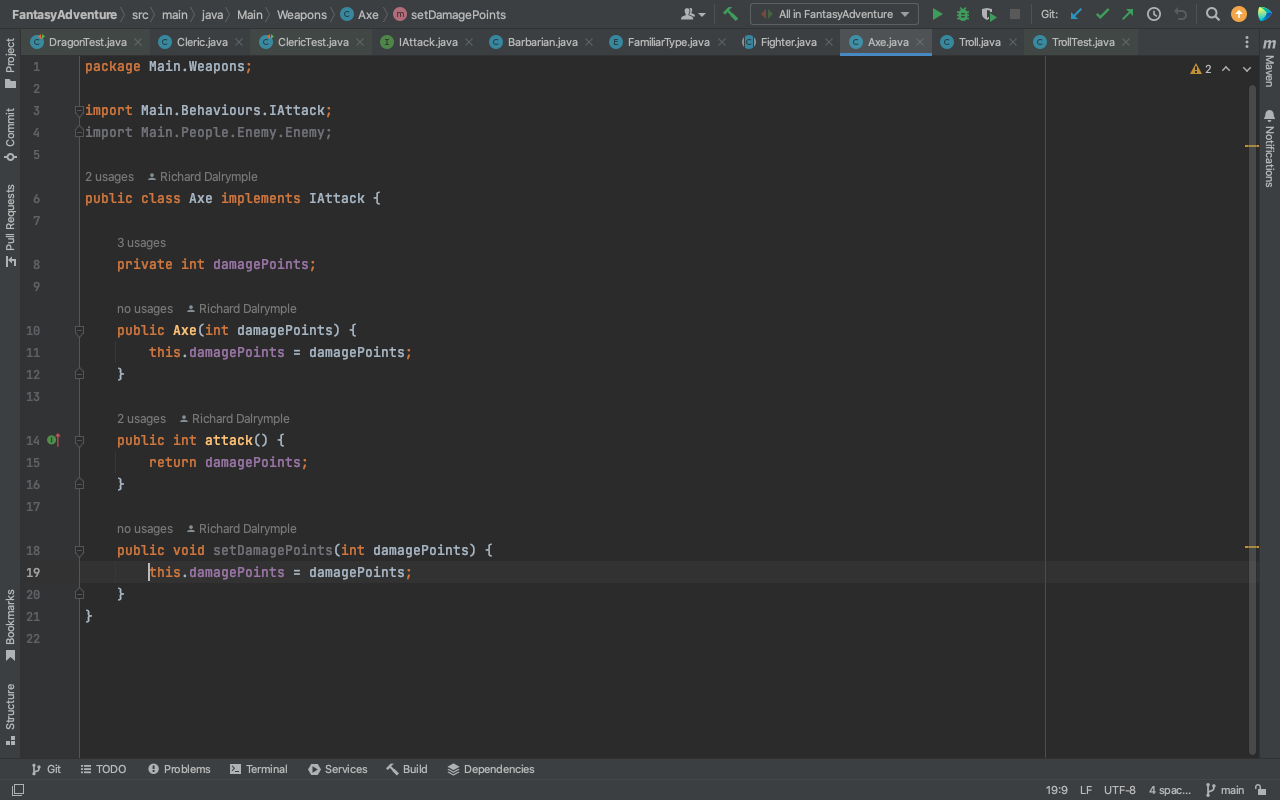 FantasyAdventure src main java Main Weapons Axe setDamagePoints All in FantasyAdventure Git:
DragonTest.java Cleric.java ClericTest.java IAttack.java Barbarian.java FamiliarType.java Fighter.java Axe.java Troll.java TrollTest.java
Project
Commit
Pull Requests
Bookmarks
Structure
1 package Main.Weapons;
2
3 import Main.Behaviours.IAttack;
4 import Main.People.Enemy.Enemy;
5
2 usages Richard Dalrymple
6 public class Axe implements IAttack {
7
3 usages
8 private int damagePoints;
9
no usages Richard Dalrymple
10 public Axe(int damagePoints) {
11 this.damagePoints = damagePoints;
12 }
13
2 usages Richard Dalrymple
14 public int attack() {
15 return damagePoints;
16 }
17
no usages Richard Dalrymple
18 public void setDamagePoints(int damagePoints) {
19 this.damagePoints = damagePoints;
20 }
21 }
22
2
m
Maven
Notifications
Git TODO Problems Terminal Services Build Dependencies
19:9 LF UTF-8 4 spac... main